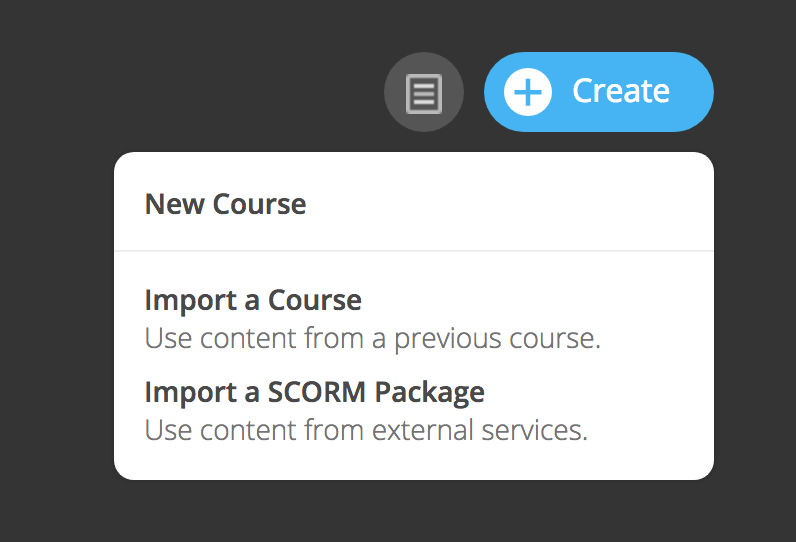 Create
New Course
Import a Course
Use content from a previous course.
Import a SCORM Package
Use content from external services.